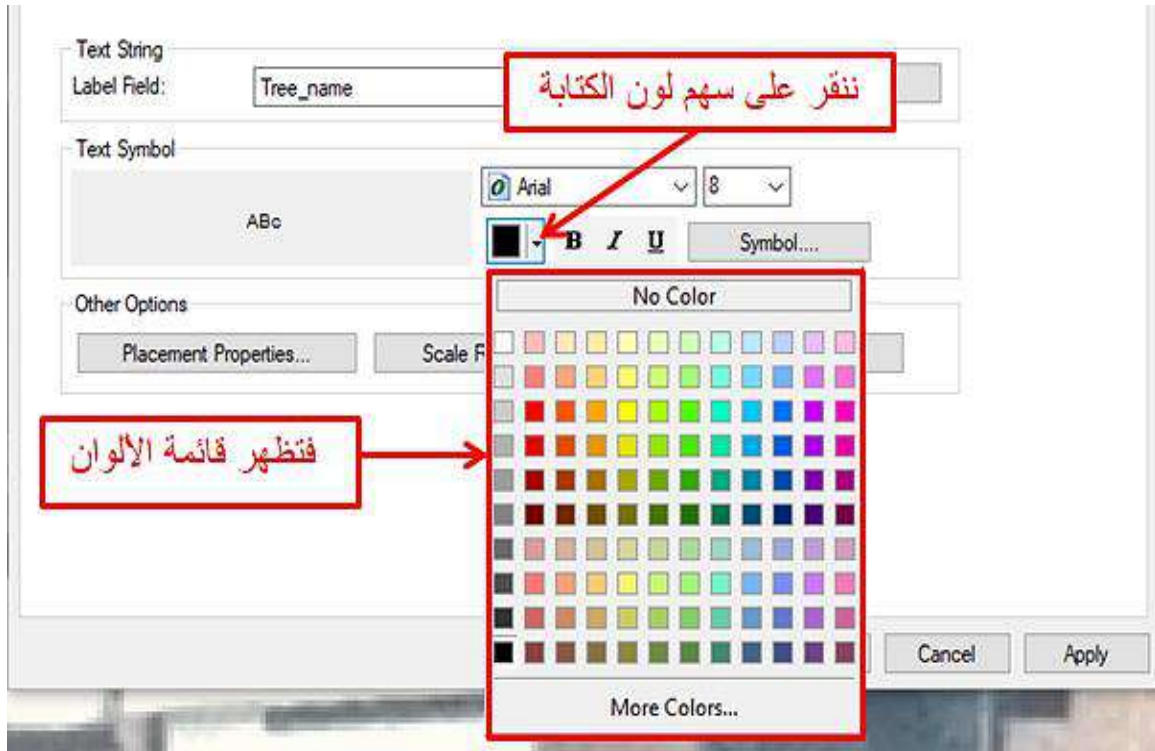 Text String
Label Field: Tree_name
ننقر على سهم لون الكتابة
Text Symbol
Arial 8
ABc
B I U Symbol....
No Color
Other Options
Placement Properties... Scale
فتظهر قائمة الألوان
Cancel Apply
More Colors...